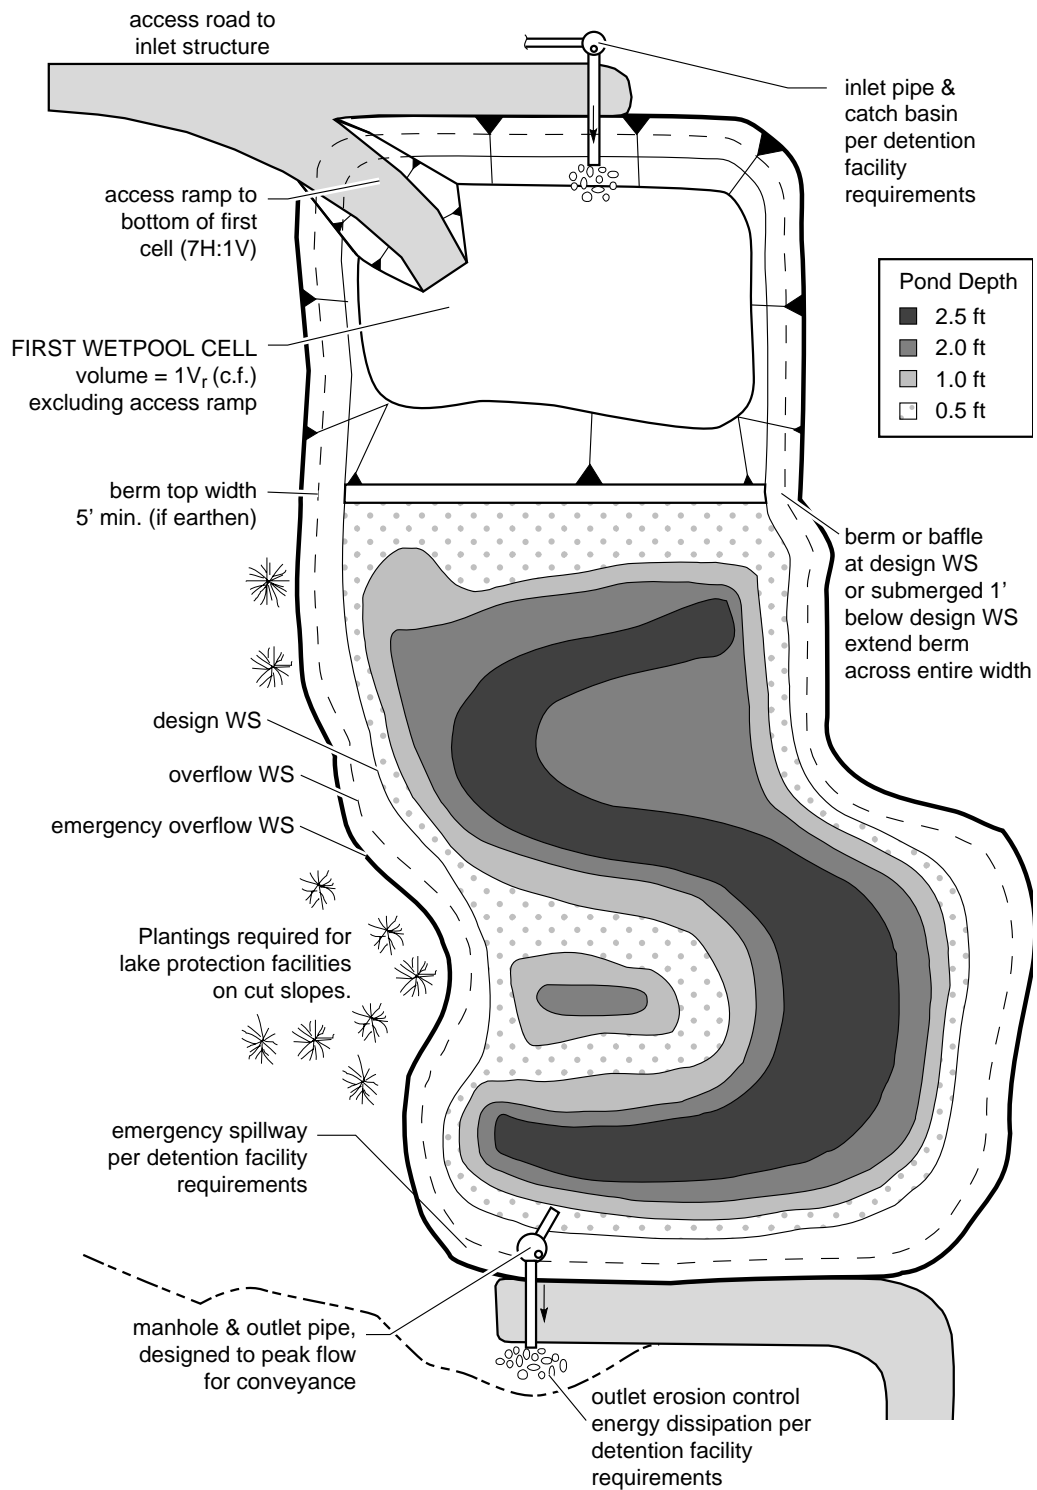 access road to
inlet structure
inlet pipe &
catch basin
per detention
facility
requirements
access ramp to
bottom of first
cell (7H:1V)
Pond Depth
2.5 ft
2.0 ft
1.0 ft
0.5 ft
FIRST WETPOOL CELL
volume = 1Vr (c.f.)
excluding access ramp
berm top width
5' min. (if earthen)
berm or baffle
at design WS
or submerged 1'
below design WS
extend berm
across entire width
design WS
overflow WS
emergency overflow WS
Plantings required for
lake protection facilities
on cut slopes.
emergency spillway
per detention facility
requirements
manhole & outlet pipe,
designed to peak flow
for conveyance
outlet erosion control
energy dissipation per
detention facility
requirements